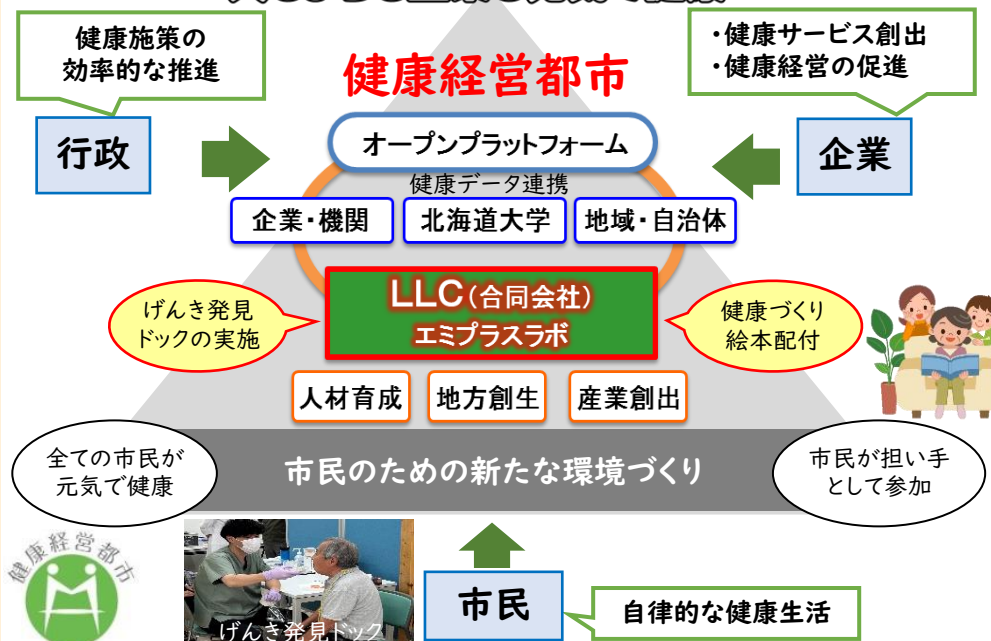 健康施策の
効率的な推進
・健康サービス創出
・健康経営の促進
健康経営都市
行政
企業
オープンプラットフォーム
健康データ連携
企業・機関
北海道大学
地域・自治体
LLC(合同会社)
エミプラスラボ
げんき発見
ドックの実施
健康づくり
絵本配付
人材育成
地方創生
産業創出
全ての市民が
元気で健康
市民のための新たな環境づくり
市民が担い手
として参加
健康経営都市
げんき発見ドック
市民
自律的な健康生活